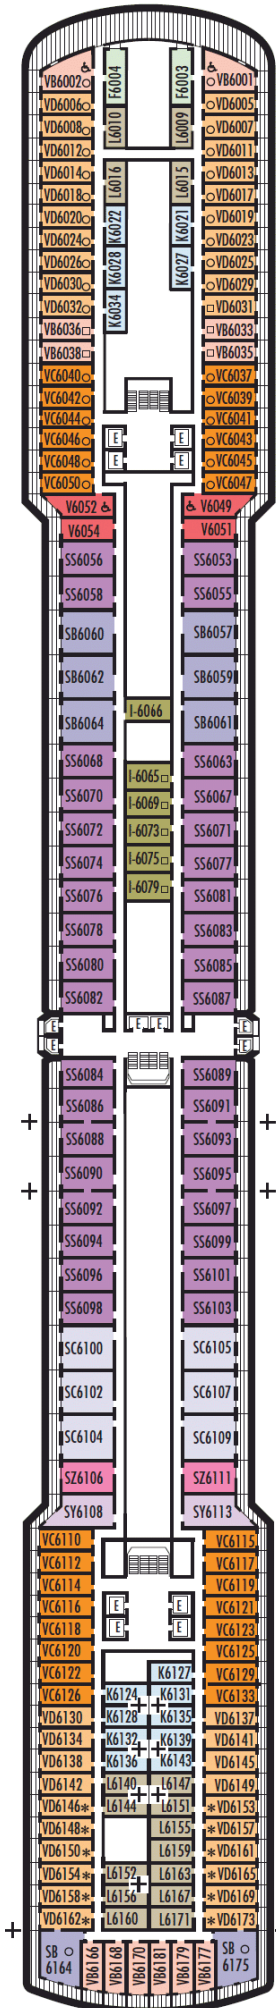 VB6002 F6004 F6003 VB6001
VD6006 L6010 L6009 VD6005
VD6008 VD6007
VD6012 VD6011
VD6014 L6016 L6015 VD6013
VD6018 VD6017
VD6020 K6022 K6021 VD6019
VD6024 VD6023
VD6026 K6028 K6027 VD6025
VD6030 VD6029
VD6032 K6034 VD6031
VB6036 VB6033
VB6038 VB6035
VC6040 VC6037
VC6042 VC6039
VC6044 VC6041
VC6046 E E VC6043
VC6048 E E VC6045
VC6050 VC6047
V6052 V6049
V6054 V6051
SS6056 SS6053
SS6058 SS6055
SB6060 SB6057
SB6062 SB6059
SB6064 I-6066 SB6061
SS6068 I-6065 SS6063
SS6070 I-6069 SS6067
SS6072 I-6073 SS6071
SS6074 I-6075 SS6077
SS6076 I-6079 SS6081
SS6078 SS6083
SS6080 SS6085
SS6082 SS6087
E E E E
E E
SS6084 SS6089
SS6086 SS6091
SS6088 SS6093
SS6090 SS6095
SS6092 SS6097
SS6094 SS6099
SS6096 SS6101
SS6098 SS6103
SC6100 SC6105
SC6102 SC6107
SC6104 SC6109
SZ6106 SZ6111
SY6108 SY6113
VC6110 VC6115
VC6112 VC6117
VC6114 VC6119
VC6116 E E VC6121
VC6118 E E VC6123
VC6120 VC6125
VC6122 K6127 VC6129
VC6126 K6124 K6131 VC6133
VD6130 K6128 K6135 VD6137
VD6134 K6132 K6139 VD6141
VD6138 K6136 K6143 VD6145
VD6142 L6140 L6147 VD6149
VD6146* L6144 L6151 *VD6153
VD6148* L6155 *VD6157
VD6150* L6159 *VD6161
VD6154* L6152 L6163 *VD6165
VD6158* L6156 L6167 *VD6169
VD6162* L6160 L6171 *VD6173
SB 6164 VB6166 VB6168 VB6170 VB6181 VB6179 VB6177 SB 6175